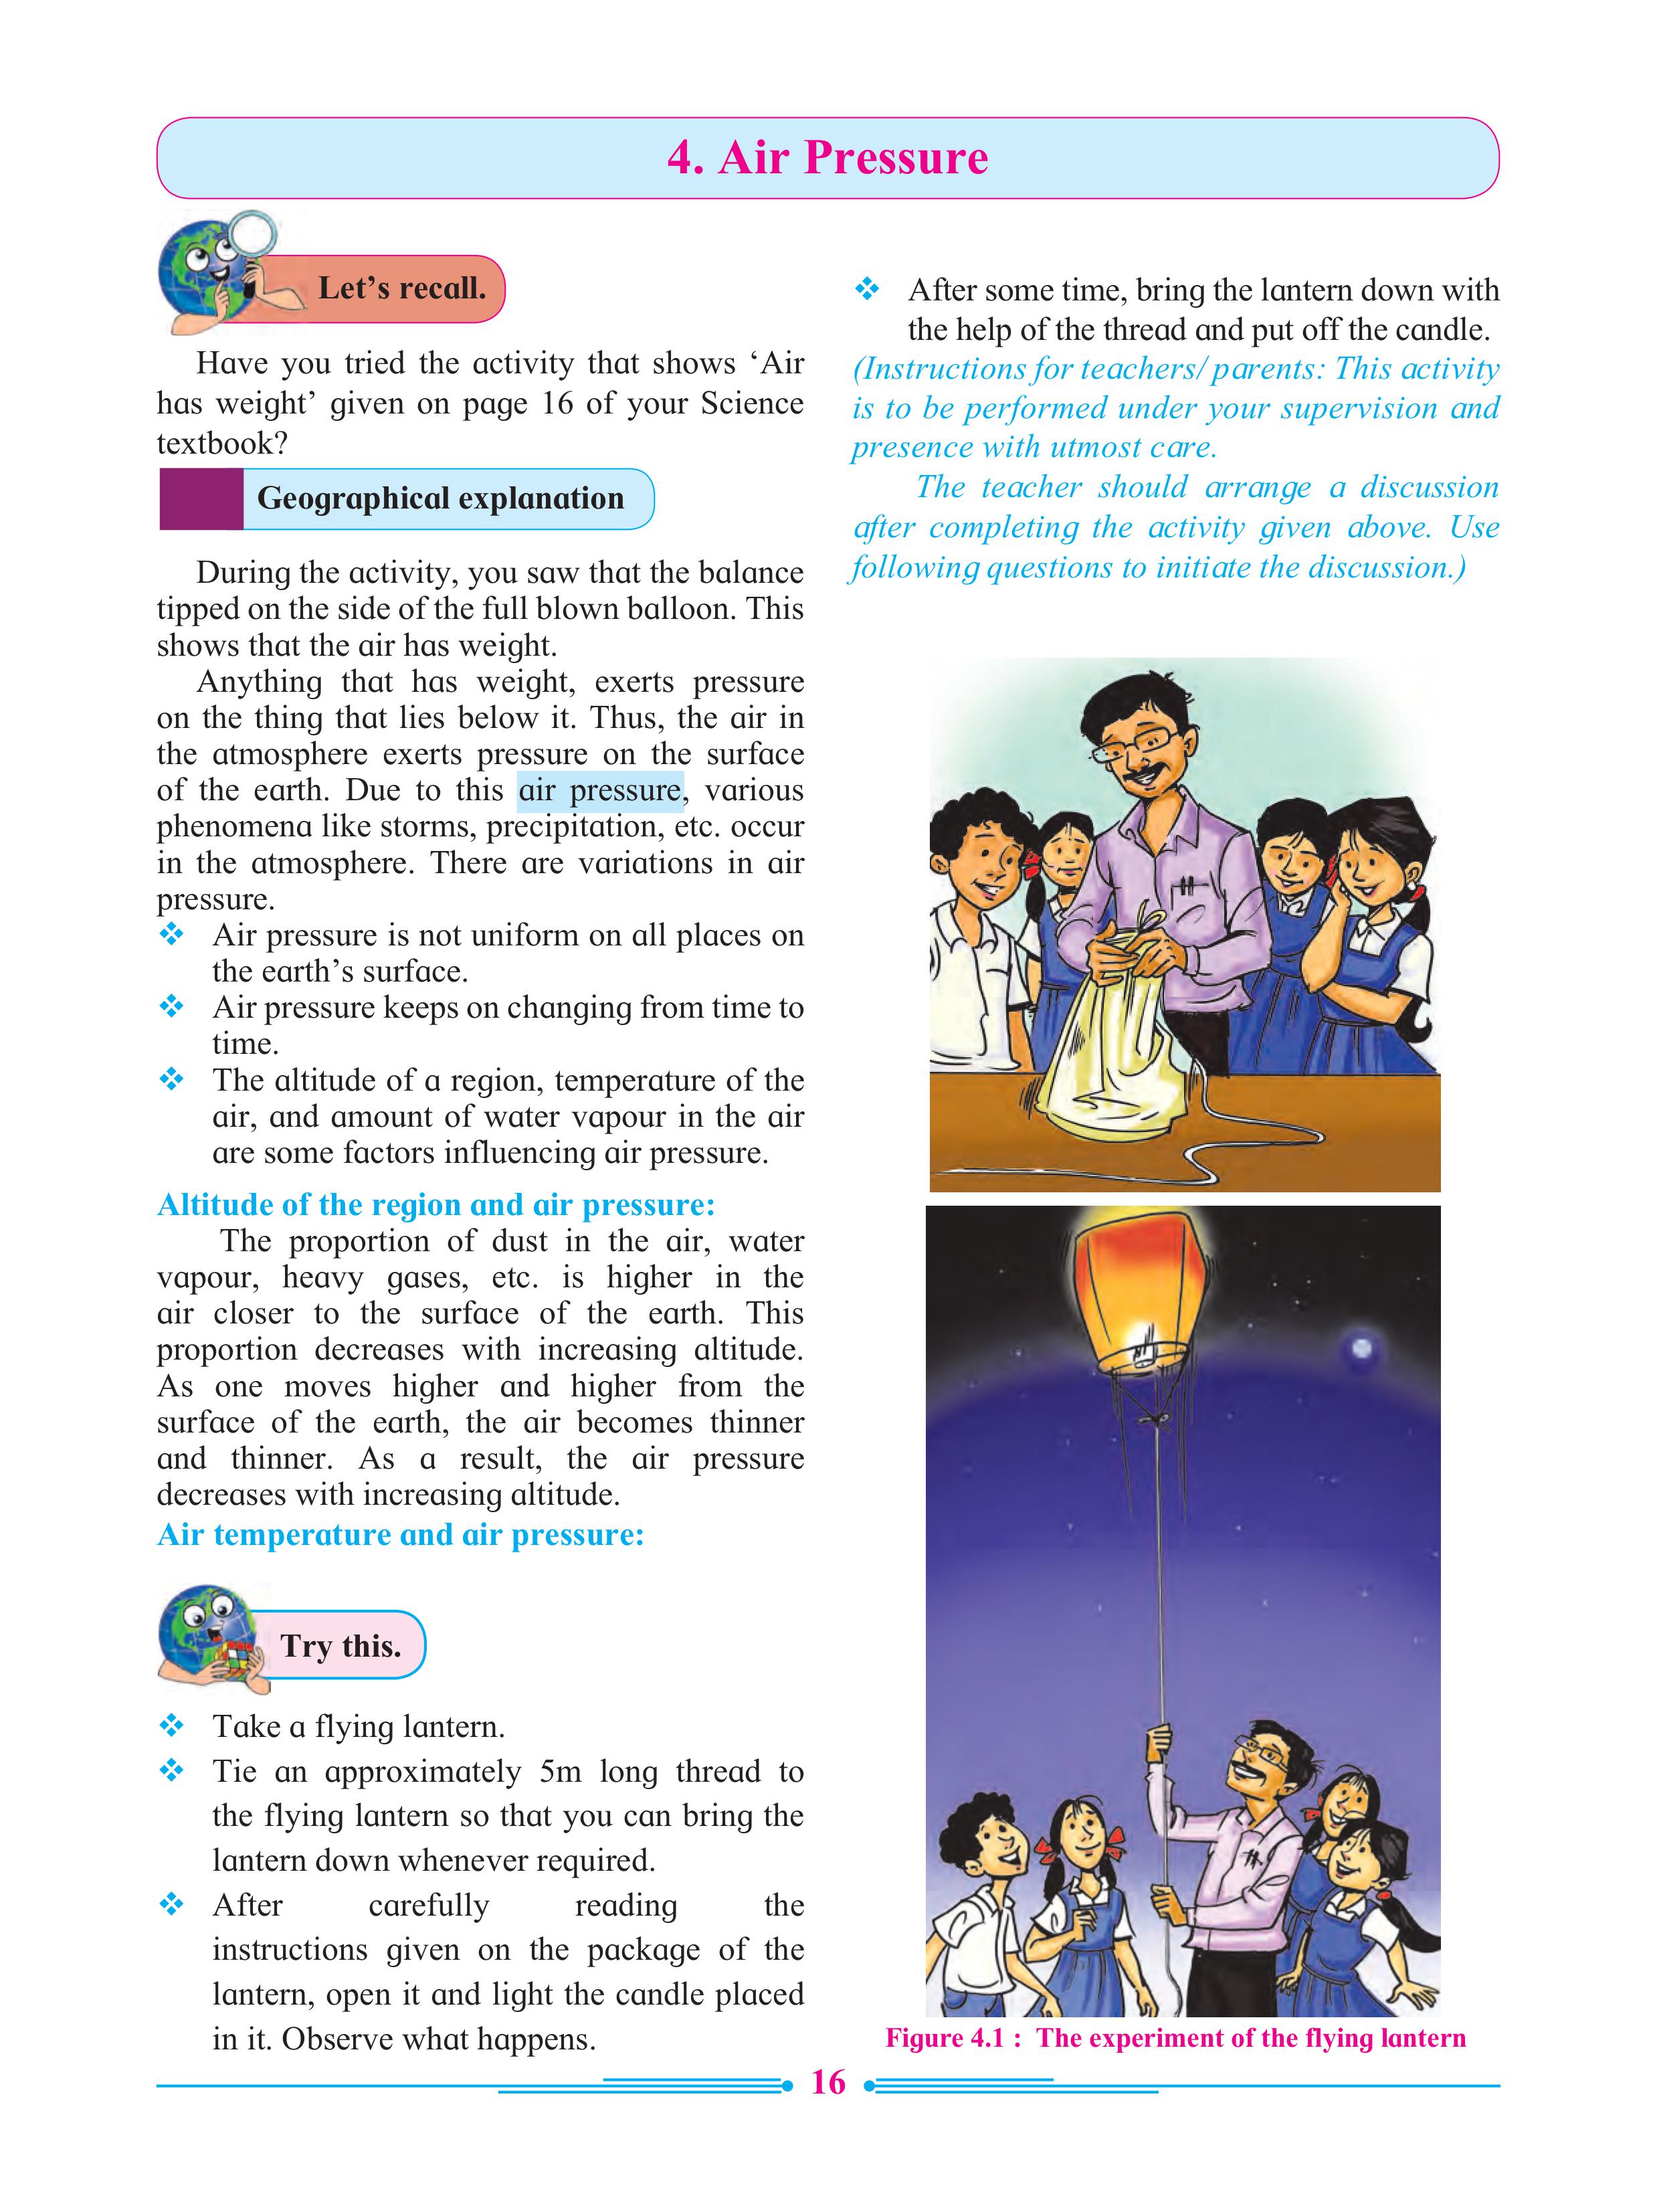 4. Air Pressure
Let’s recall.
Have you tried the activity that shows ‘Air
has weight’ given on page 16 of your Science
textbook?
Geographical explanation
During the activity, you saw that the balance
tipped on the side of the full blown balloon. This
shows that the air has weight.
Anything that has weight, exerts pressure
on the thing that lies below it. Thus, the air in
the atmosphere exerts pressure on the surface
of the earth. Due to this air pressure, various
phenomena like storms, precipitation, etc. occur
in the atmosphere. There are variations in air
pressure.
❖ Air pressure is not uniform on all places on
the earth’s surface.
❖ Air pressure keeps on changing from time to
time.
❖ The altitude of a region, temperature of the
air, and amount of water vapour in the air
are some factors influencing air pressure.
Altitude of the region and air pressure:
The proportion of dust in the air, water
vapour, heavy gases, etc. is higher in the
air closer to the surface of the earth. This
proportion decreases with increasing altitude.
As one moves higher and higher from the
surface of the earth, the air becomes thinner
and thinner. As a result, the air pressure
decreases with increasing altitude.
Air temperature and air pressure:
Try this.
❖ Take a flying lantern.
❖ Tie an approximately 5m long thread to
the flying lantern so that you can bring the
lantern down whenever required.
❖ After carefully reading the
instructions given on the package of the
lantern, open it and light the candle placed
in it. Observe what happens.
❖ After some time, bring the lantern down with
the help of the thread and put off the candle.
(Instructions for teachers/ parents: This activity
is to be performed under your supervision and
presence with utmost care.
The teacher should arrange a discussion
after completing the activity given above. Use
following questions to initiate the discussion.)
Figure 4.1 : The experiment of the flying lantern
16